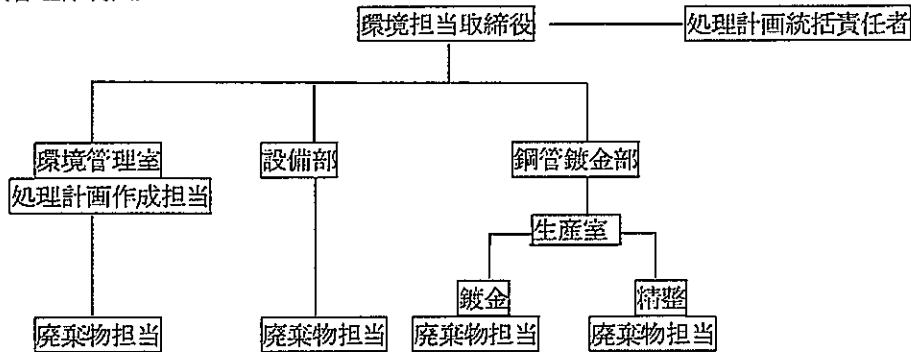 環境担当取締役
処理計画統括責任者
環境管理室
設備部
鋼管鍍金部
処理計画作成担当
生産室
鍍金
精整
廃棄物担当
廃棄物担当
廃棄物担当
廃棄物担当